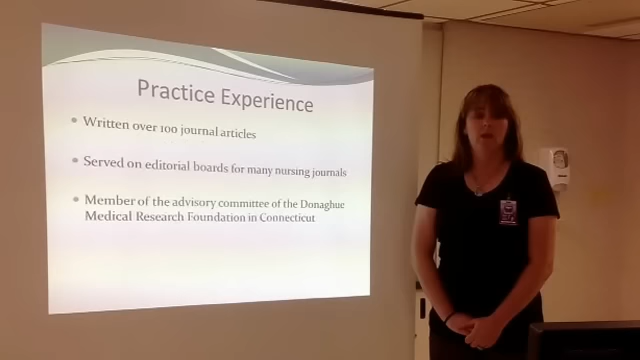 Practice Experience
Written over 100 journal articles
Served on editorial boards for many nursing journals
Member of the advisory committee of the Donaghue
Medical Research Foundation in Connecticut